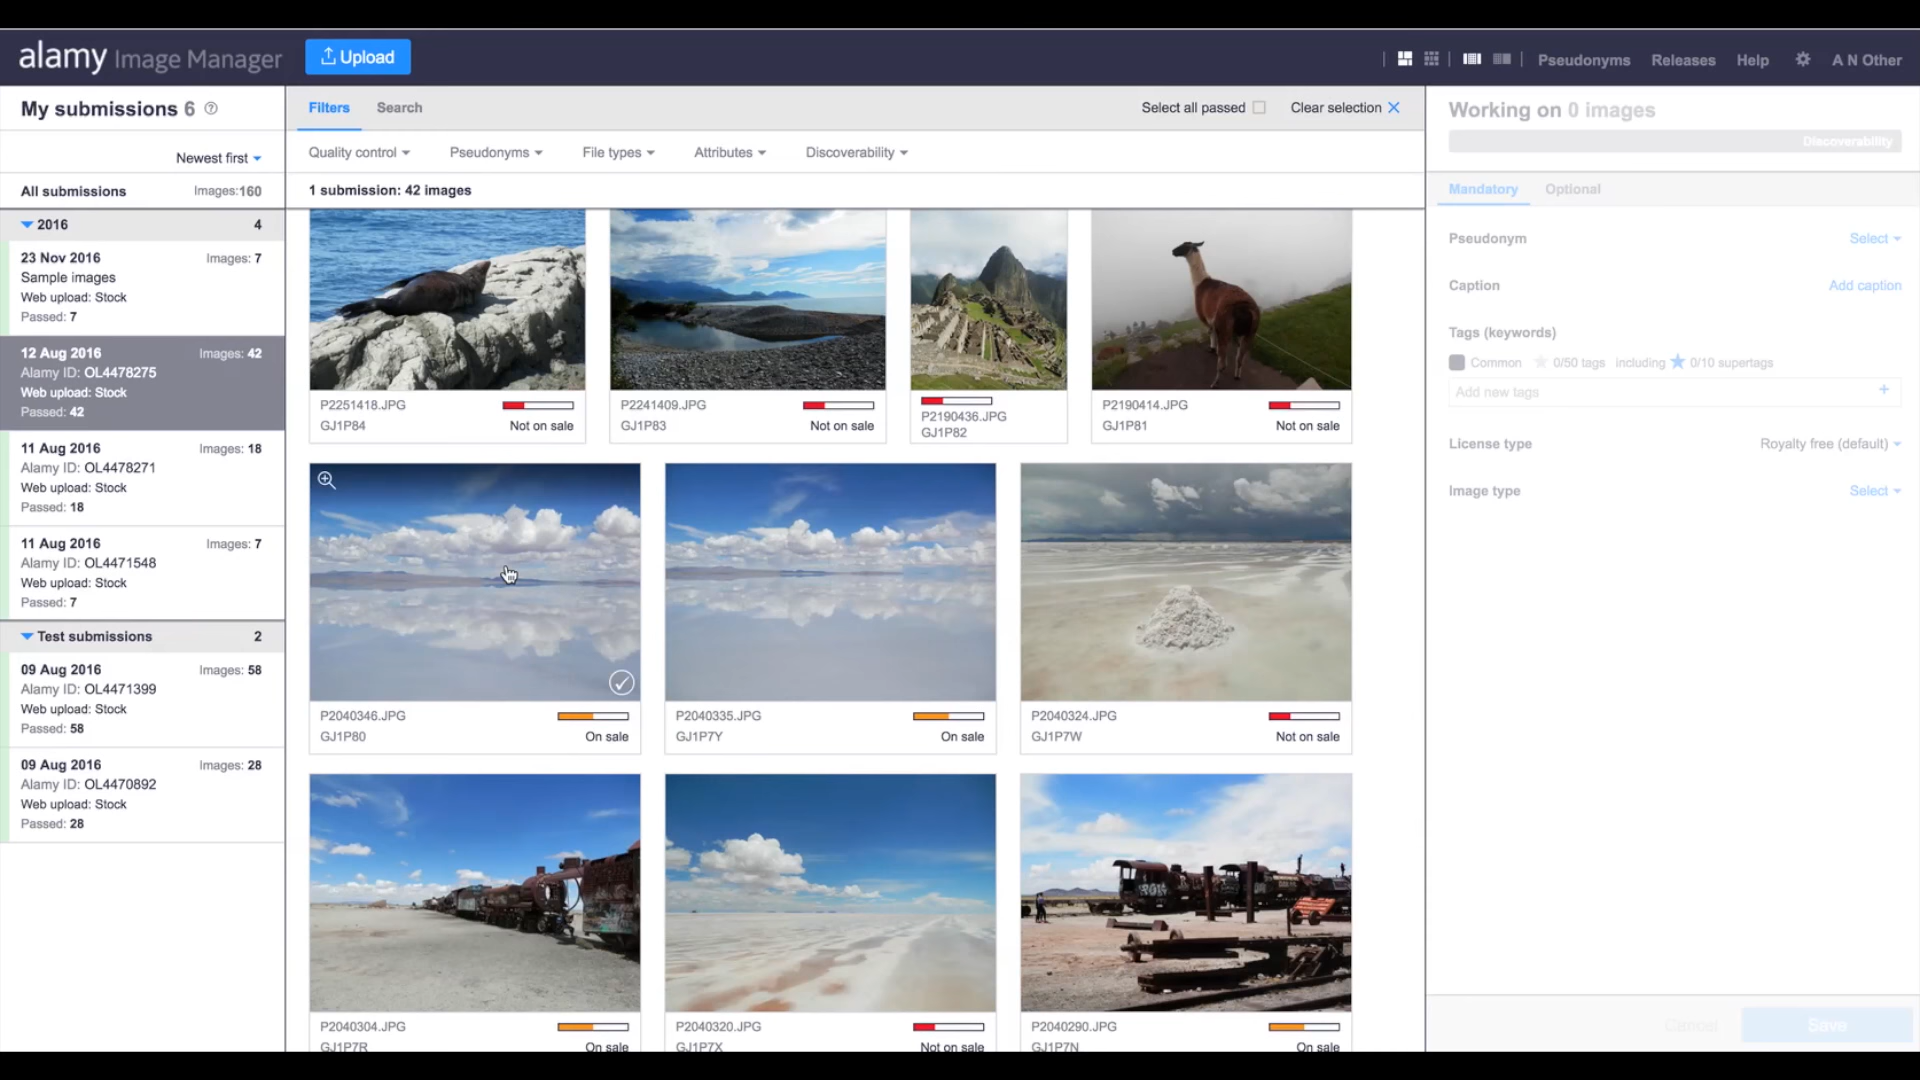 alamy Image Manager
Upload
Pseudonyms
Releases
Help
A N Other
My submissions 6 ?
Newest first
All submissions Images:160
2016 4
23 Nov 2016 Images: 7
Sample images
Web upload: Stock
Passed: 7
12 Aug 2016 Images: 42
Alamy ID: OL4478275
Web upload: Stock
Passed: 42
11 Aug 2016 Images: 18
Alamy ID: OL4478271
Web upload: Stock
Passed: 18
11 Aug 2016 Images: 7
Alamy ID: OL4471548
Web upload: Stock
Passed: 7
Test submissions 2
09 Aug 2016 Images: 58
Alamy ID: OL4471399
Web upload: Stock
Passed: 58
09 Aug 2016 Images: 28
Alamy ID: OL4470892
Web upload: Stock
Passed: 28
Filters Search Select all passed Clear selection
Quality control Pseudonyms File types Attributes Discoverability
1 submission: 42 images
P2251418.JPG
GJ1P84 Not on sale
P2241409.JPG
GJ1P83 Not on sale
P2190436.JPG
GJ1P82
P2190414.JPG
GJ1P81 Not on sale
P2040346.JPG
GJ1P80 On sale
P2040335.JPG
GJ1P7Y On sale
P2040324.JPG
GJ1P7W Not on sale
P2040304.JPG
GJ1P7R On sale
P2040320.JPG
GJ1P7X Not on sale
P2040290.JPG
GJ1P7N On sale
Working on 0 images
Discoverability
Mandatory Optional
Pseudonym Select
Caption Add caption
Tags (keywords)
Common 0/50 tags including 0/10 supertags
Add new tags +
License type Royalty free (default)
Image type Select
Cancel Save